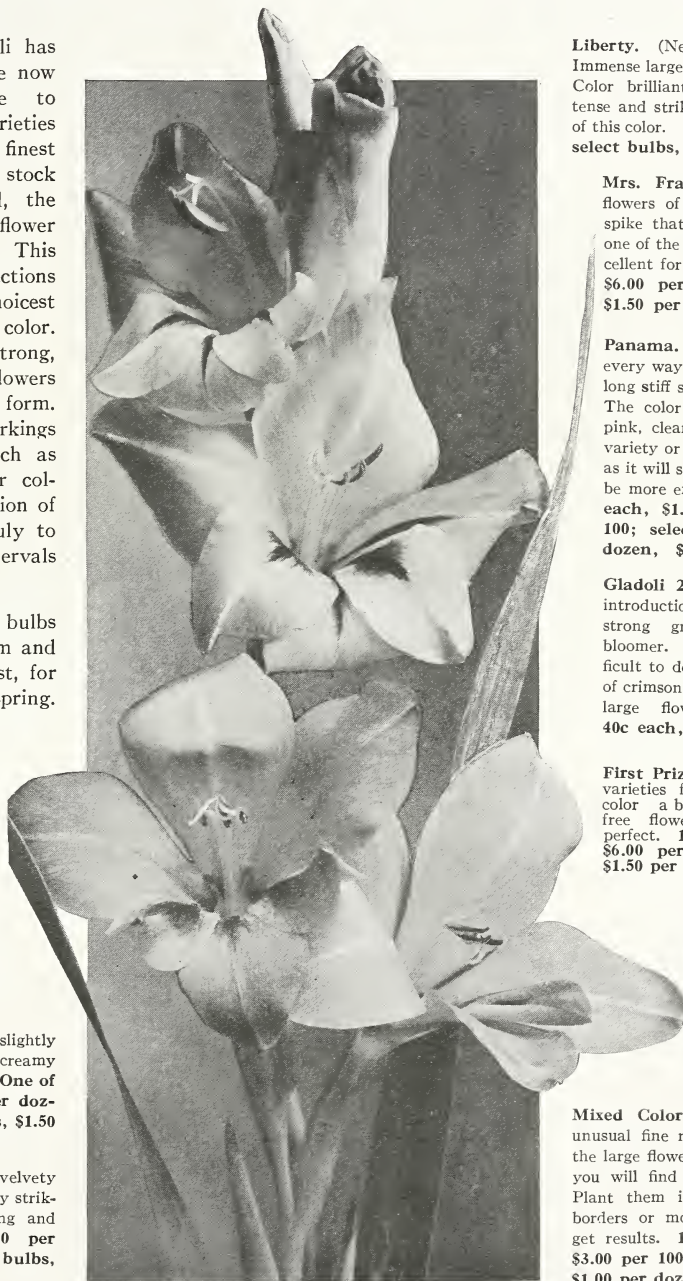 li has
e now
e to
rieties
finest
stock
l, the
flower
This
ctions
oicest
color.
trong,
lowers
form.
rkings
ch as
r col-
ion of
uly to
ervals
bulbs
m and
st, for
pring.
slightly
creamy
One of
er doz-
s, $1.50
velvety
y strik-
ng and
0 per
bulbs,
Liberty. (Ne
Immense large
Color brilliant
tense and strik
of this color.
select bulbs,
Mrs. Fra
flowers of
spike that
one of the
cellent for
$6.00 per
$1.50 per
Panama.
every way
long stiff s
The color
pink, clear
variety or
as it will s
be more e
each, $1.
100; selec
dozen, $
Gladoli 2
introductio
strong gr
bloomer.
ficult to de
of crimson
large flow
40c each,
First Priz
varieties f
color a b
free flowe
perfect. 1
$6.00 per
$1.50 per
Mixed Color
unusual fine m
the large flowe
you will find
Plant them i
borders or mo
get results. 1
$3.00 per 100
$1.00 per doz